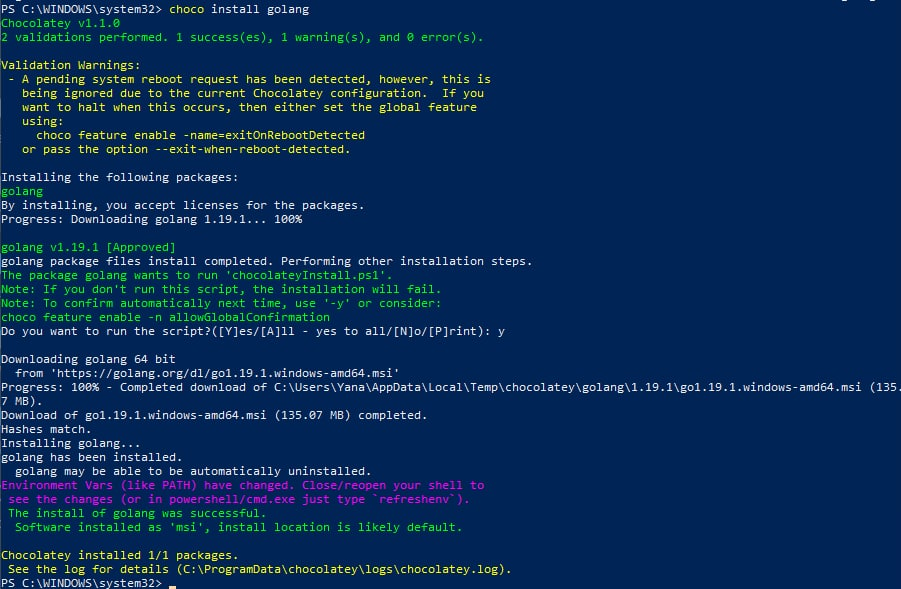 PS C:\WINDOWS\system32> choco install golang
Chocolatey v1.1.0
2 validations performed. 1 success(es), 1 warning(s), and 0 error(s).
Validation Warnings:
 - A pending system reboot request has been detected, however, this is
   being ignored due to the current Chocolatey configuration.  If you
   want to halt when this occurs, then either set the global feature
   using:
     choco feature enable -name=exitOnRebootDetected
   or pass the option --exit-when-reboot-detected.
Installing the following packages:
golang
By installing, you accept licenses for the packages.
Progress: Downloading golang 1.19.1... 100%
golang v1.19.1 [Approved]
golang package files install completed. Performing other installation steps.
The package golang wants to run 'chocolateyInstall.ps1'.
Note: If you don't run this script, the installation will fail.
Note: To confirm automatically next time, use '-y' or consider:
choco feature enable -n allowGlobalConfirmation
Do you want to run the script?([Y]es/[A]ll - yes to all/[N]o/[P]rint): y
Downloading golang 64 bit
  from 'https://golang.org/dl/go1.19.1.windows-amd64.msi'
Progress: 100% - Completed download of C:\Users\Yana\AppData\Local\Temp\chocolatey\golang\1.19.1\go1.19.1.windows-amd64.msi (135.
7 MB).
Download of go1.19.1.windows-amd64.msi (135.07 MB) completed.
Hashes match.
Installing golang...
golang has been installed.
  golang may be able to be automatically uninstalled.
Environment Vars (like PATH) have changed. Close/reopen your shell to
 see the changes (or in powershell/cmd.exe just type `refreshenv`).
 The install of golang was successful.
  Software installed as 'msi', install location is likely default.
Chocolatey installed 1/1 packages.
 See the log for details (C:\ProgramData\chocolatey\logs\chocolatey.log).
PS C:\WINDOWS\system32>